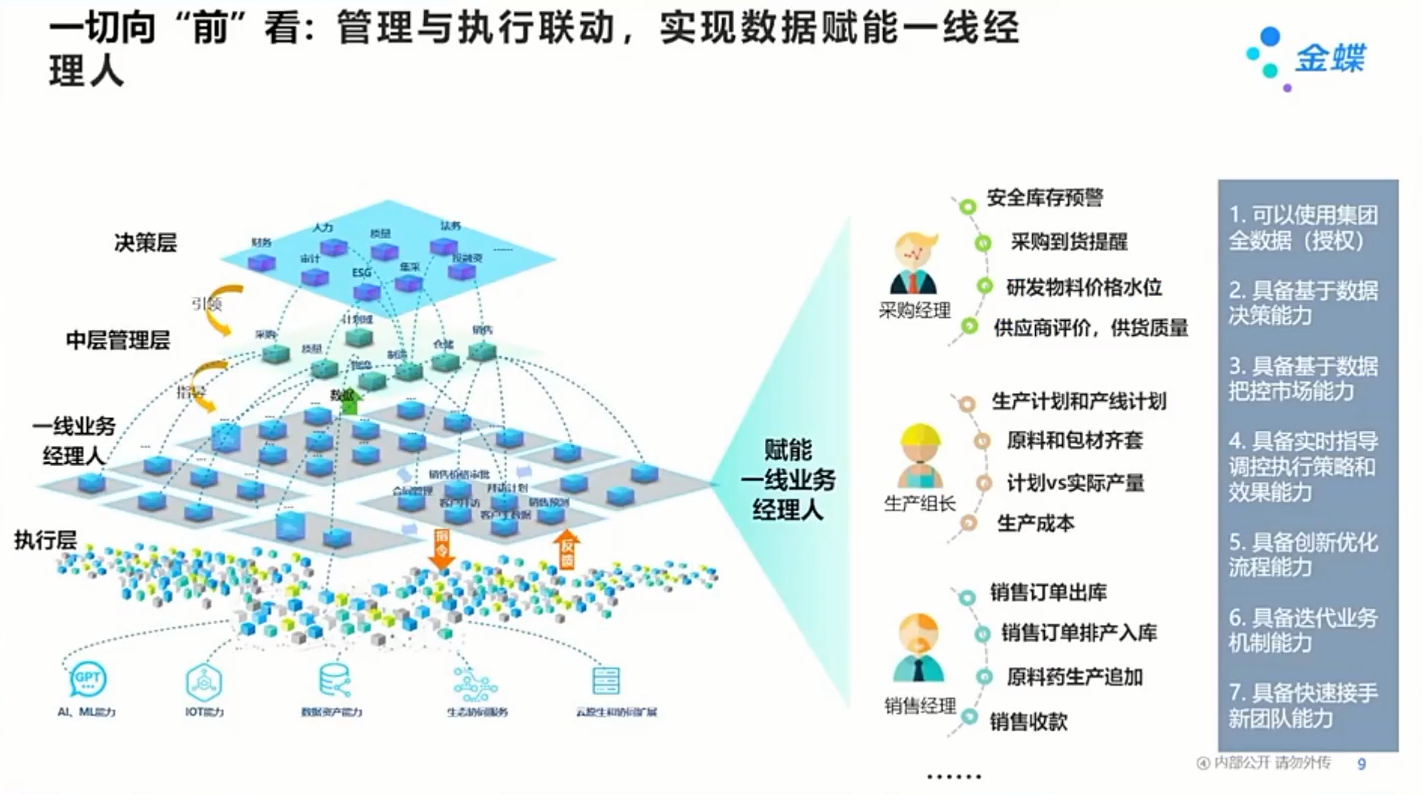 一切向“前”看：管理与执行联动，实现数据赋能一线经
理人
金蝶
决策层
财务
人力
质量
法务
......
审计
ESG
集采
投融资
引领
中层管理层
采购
计划域
销售
质量
物流
制造
仓储
指导
数据
一线业务
经理人
销售价格审批
合同管理
客户拜访
拜访计划
销售预测
客户主数据
执行层
指令
反馈
GPT
AI、ML能力
IOT能力
数据资产能力
生态协同服务
云原生和协同扩展
赋能
一线业务
经理人
采购经理
安全库存预警
采购到货提醒
研发物料价格水位
供应商评价，供货质量
生产组长
生产计划和产线计划
原料和包材齐套
计划vs实际产量
生产成本
销售经理
销售订单出库
销售订单排产入库
原料药生产追加
销售收款
......
1. 可以使用集团
全数据（授权）
2. 具备基于数据
决策能力
3. 具备基于数据
把控市场能力
4. 具备实时指导
调控执行策略和
效果能力
5. 具备创新优化
流程能力
6. 具备迭代业务
机制能力
7. 具备快速接手
新团队能力
④ 内部公开 请勿外传
9